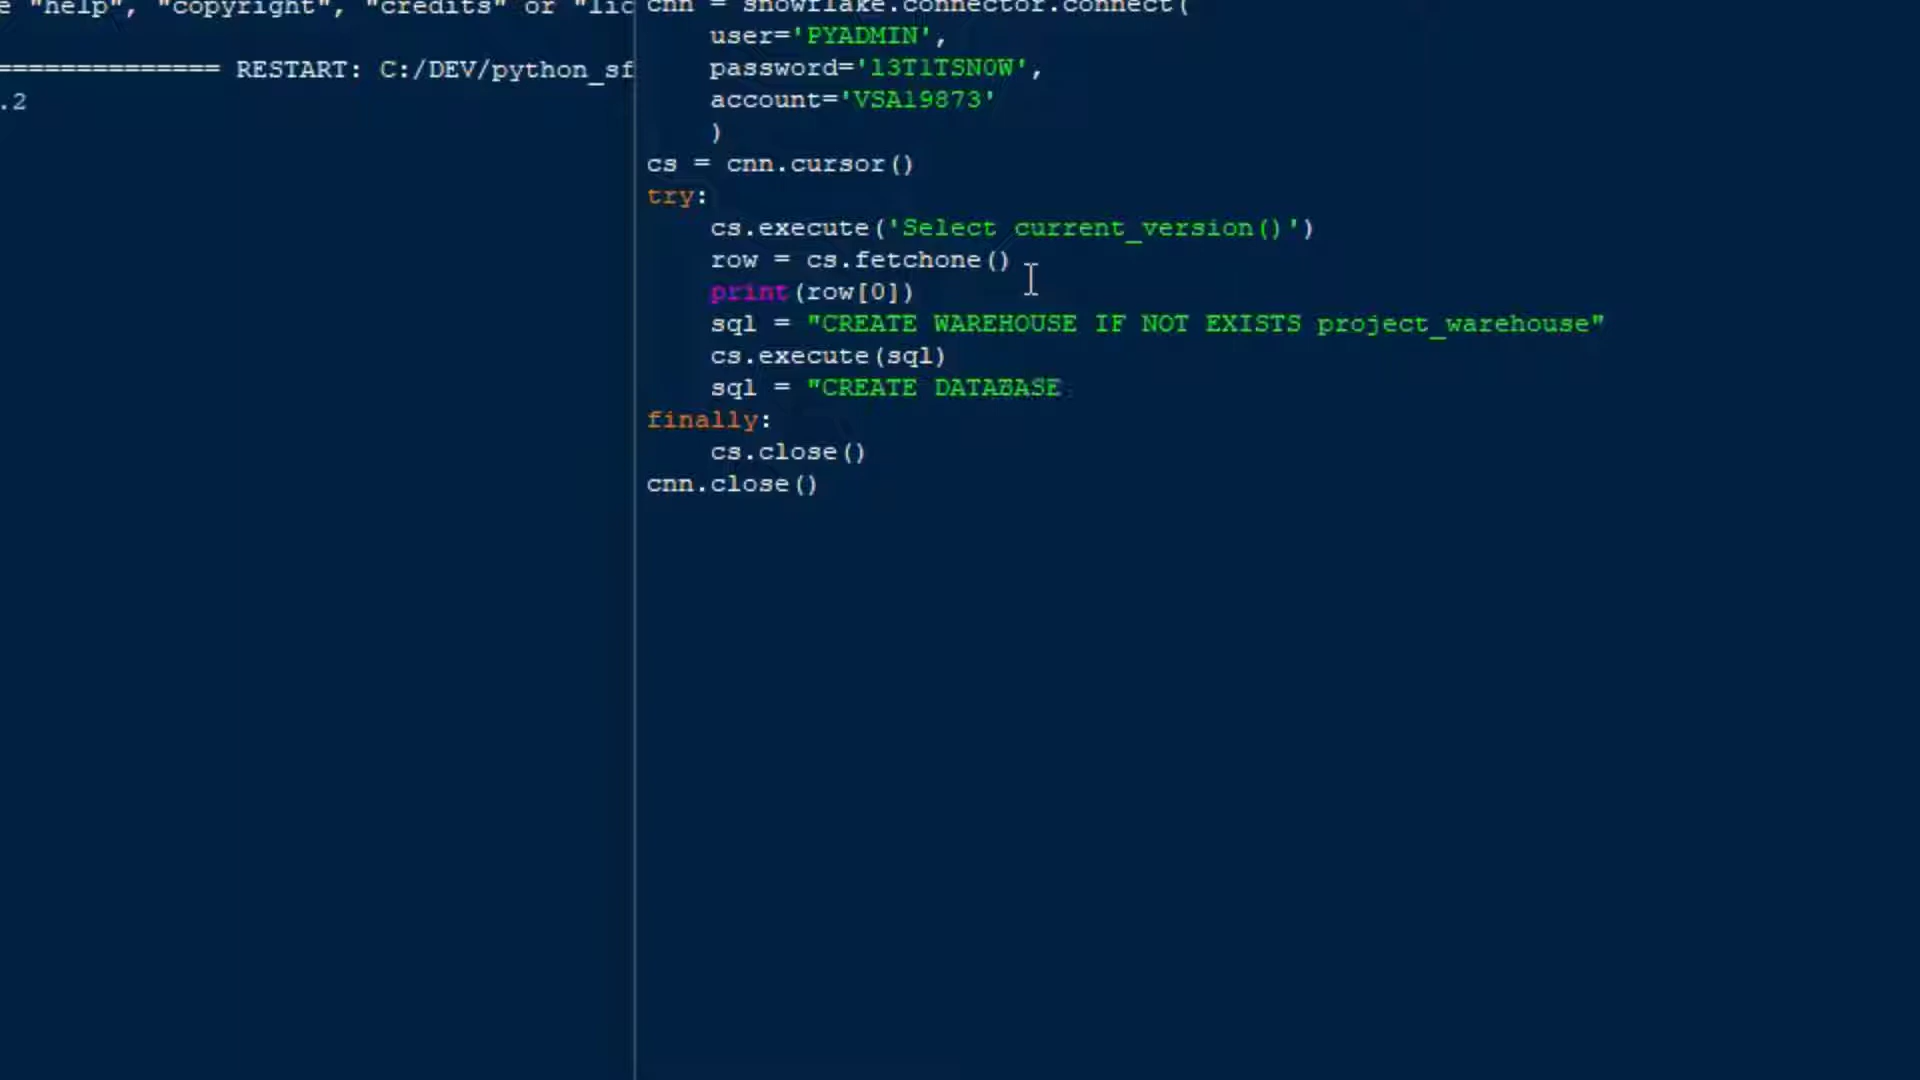 e "help", "copyright", "credits" or "lic
============== RESTART: C:/DEV/python_sf
.2
cnn = snowflake.connector.connect(
    user='PYADMIN',
    password='l3T1TSN0W',
    account='VSA19873'
    )
cs = cnn.cursor()
try:
    cs.execute('Select current_version()')
    row = cs.fetchone()
    print(row[0])
    sql = "CREATE WAREHOUSE IF NOT EXISTS project_warehouse"
    cs.execute(sql)
    sql = "CREATE DATABASE
finally:
    cs.close()
cnn.close()